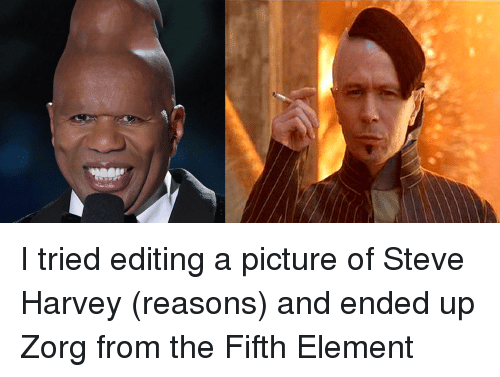 I tried editing a picture of Steve
Harvey (reasons) and ended up
Zorg from the Fifth Element